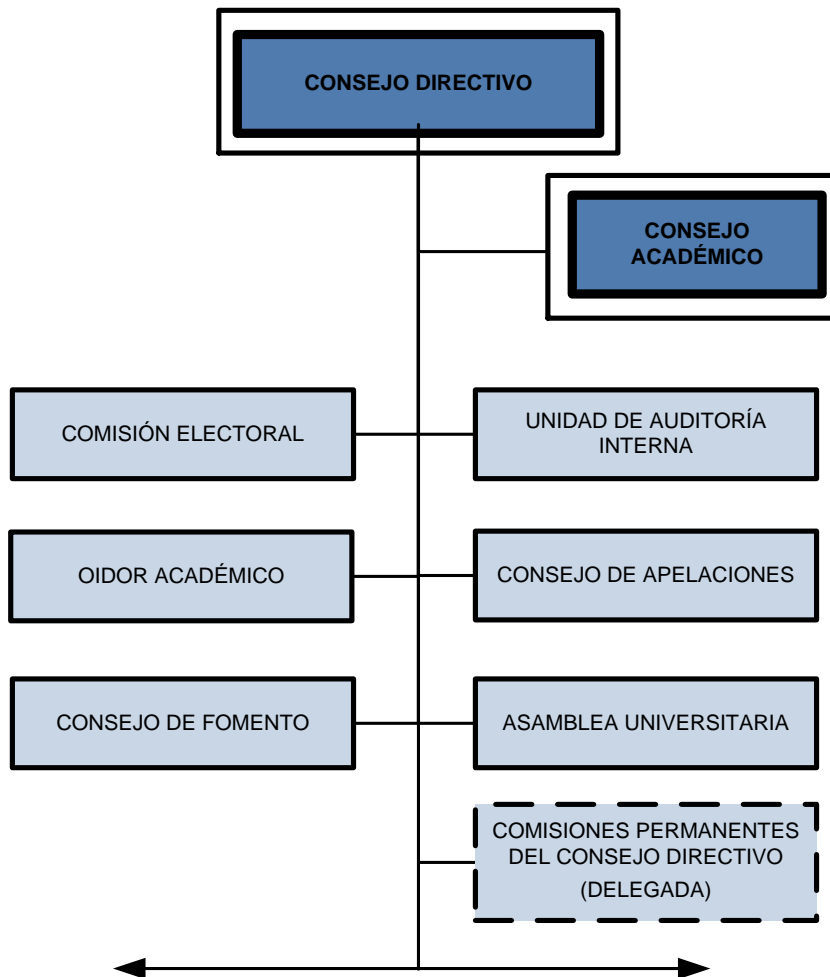 CONSEJO DIRECTIVO
CONSEJO
ACADÉMICO
COMISIÓN ELECTORAL
UNIDAD DE AUDITORÍA
INTERNA
OIDOR ACADÉMICO
CONSEJO DE APELACIONES
CONSEJO DE FOMENTO
ASAMBLEA UNIVERSITARIA
COMISIONES PERMANENTES
DEL CONSEJO DIRECTIVO
(DELEGADA)